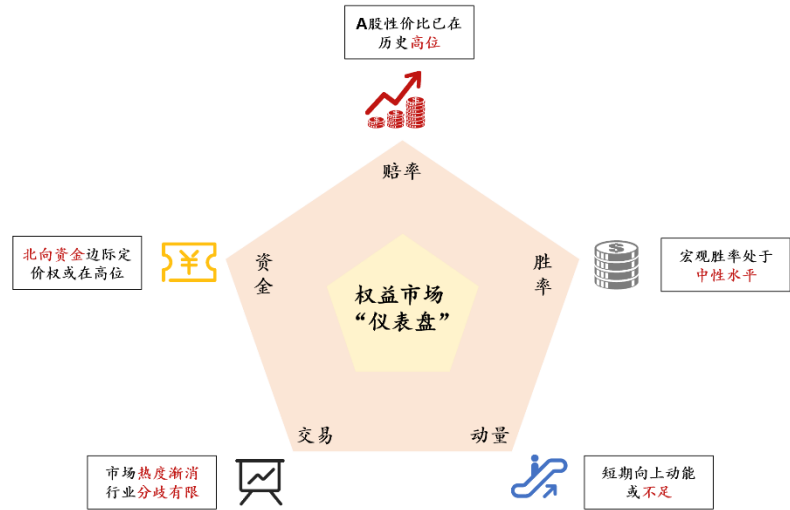 A股性价比已在
历史高位
赔率
北向资金边际定
价权或在高位
资
金
胜
率
宏观胜率处于
中性水平
权益市场
“仪表盘”
交易
动量
市场热度渐消
行业分歧有限
短期向上动能
或不足